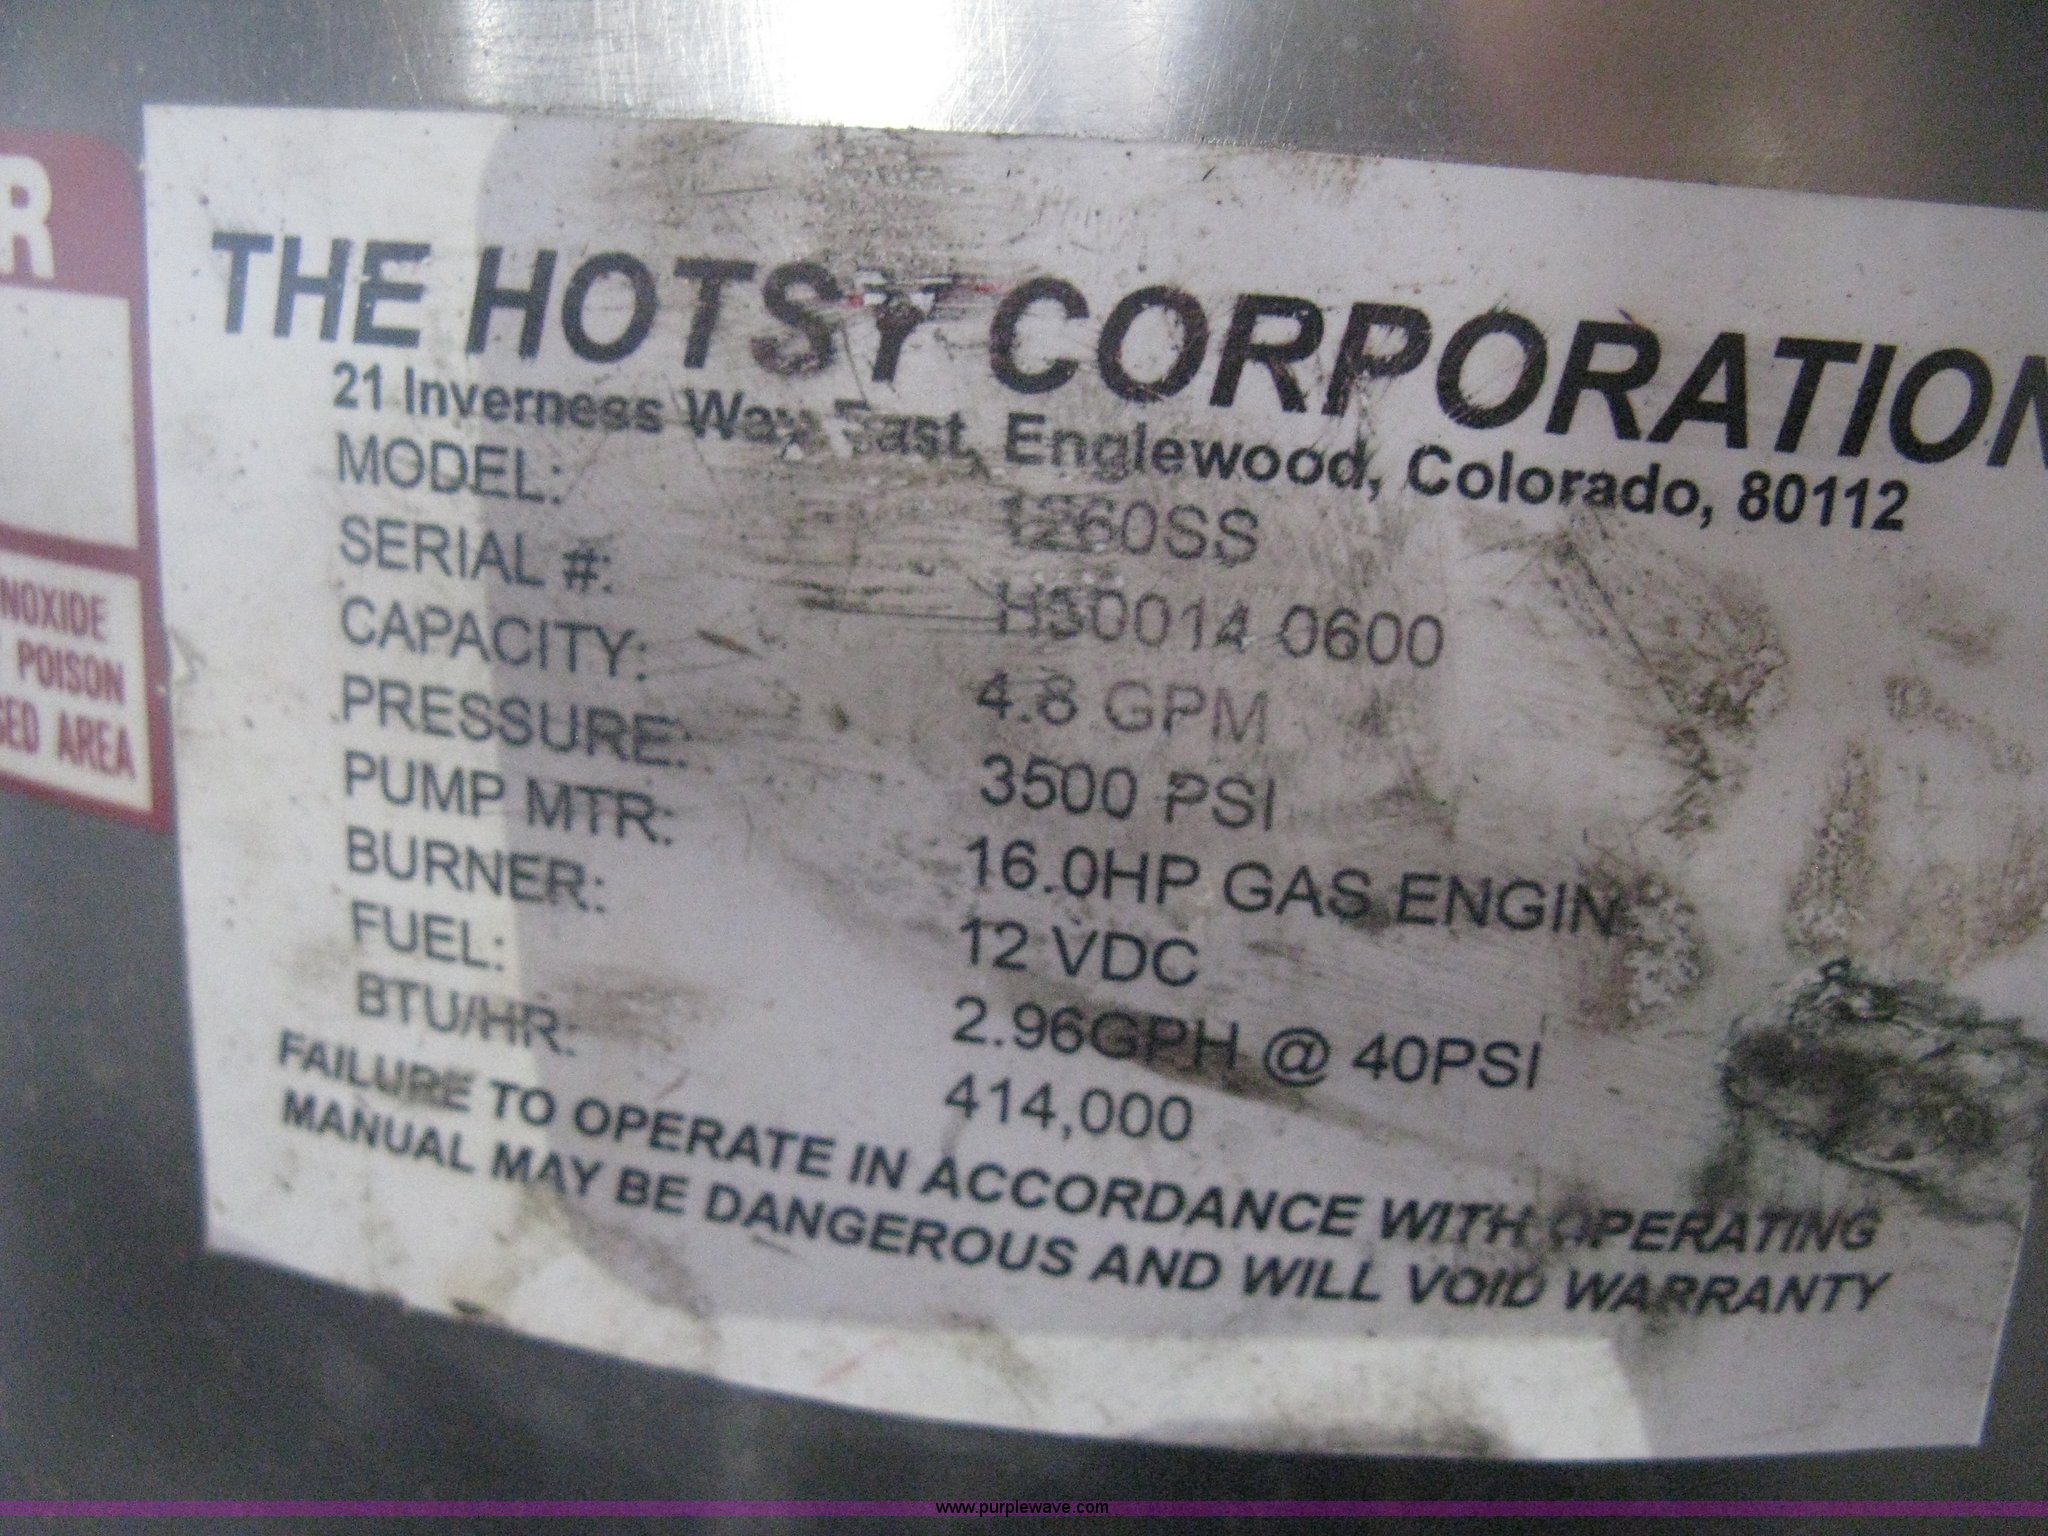 R
NOXIDE
POISON
SED AREA
THE HOTSY CORPORATION
21 Inverness Way East, Englewood, Colorado, 80112
MODEL: 1260SS
SERIAL #: 0600
CAPACITY: 4.8 GPM
PRESSURE: 3500 PSI
PUMP MTR: 16.0HP GAS ENGIN
BURNER: 12 VDC
FUEL: 2.96GPH @ 40PSI
BTU/HR: 414,000
FAILURE TO OPERATE IN ACCORDANCE WITH OPERATING
MANUAL MAY BE DANGEROUS AND WILL VOID WARRANTY
www.purplewave.com